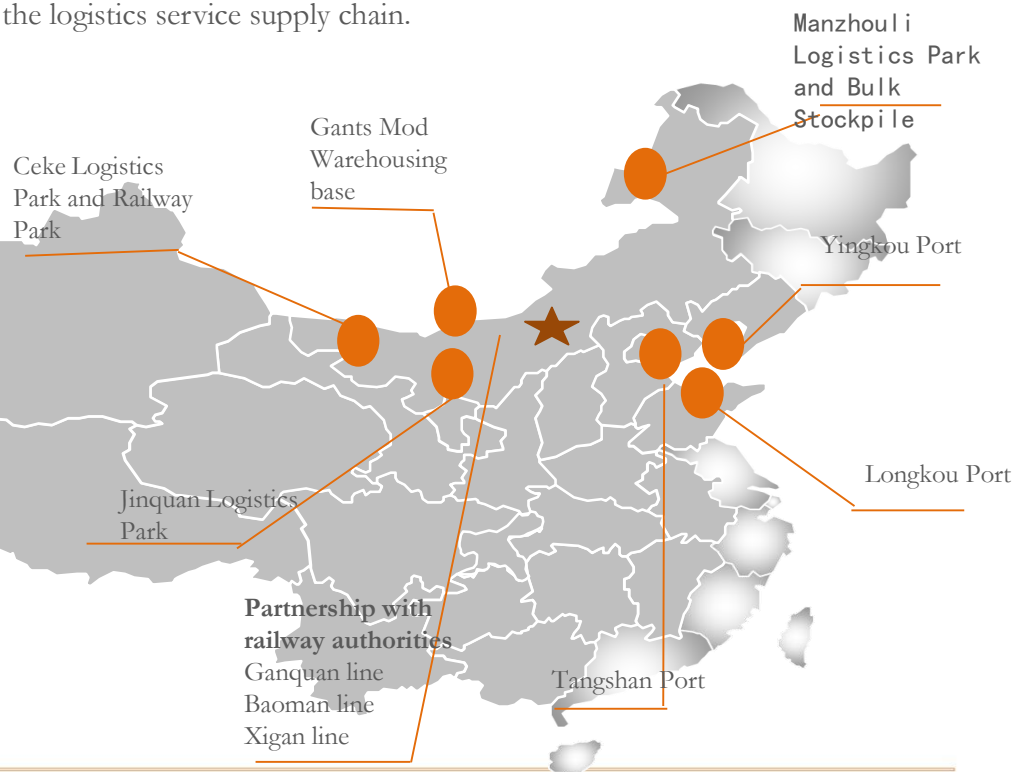 the logistics service supply chain.
Manzhouli
Logistics Park
and Bulk
Stockpile
Gants Mod
Warehousing
base
Ceke Logistics
Park and Railway
Park
Yingkou Port
Longkou Port
Jinquan Logistics
Park
Partnership with
railway authorities
Ganquan line
Baoman line
Xigan line
Tangshan Port